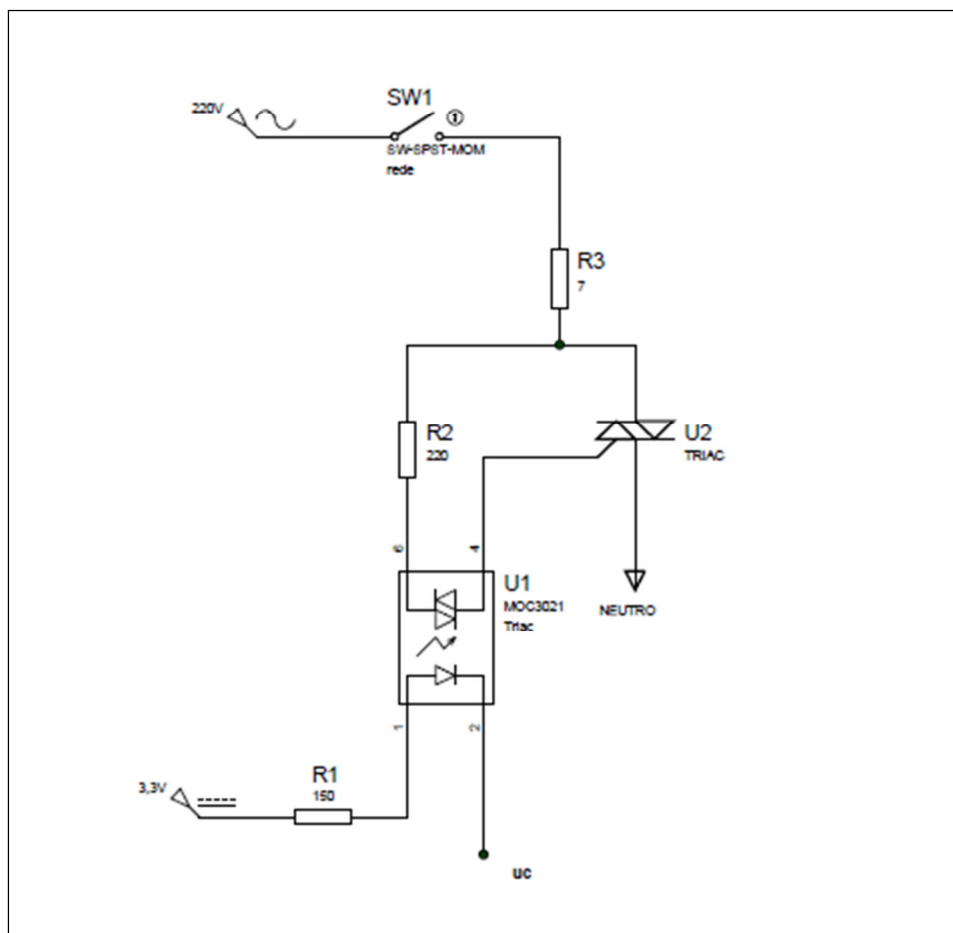 220V
SW1
1
SW-SPST-MOM
rede
R3
7
R2
220
U2
TRIAC
6
4
U1
MOC3021
Triac
NEUTRO
1
2
3,3V
R1
150
uc